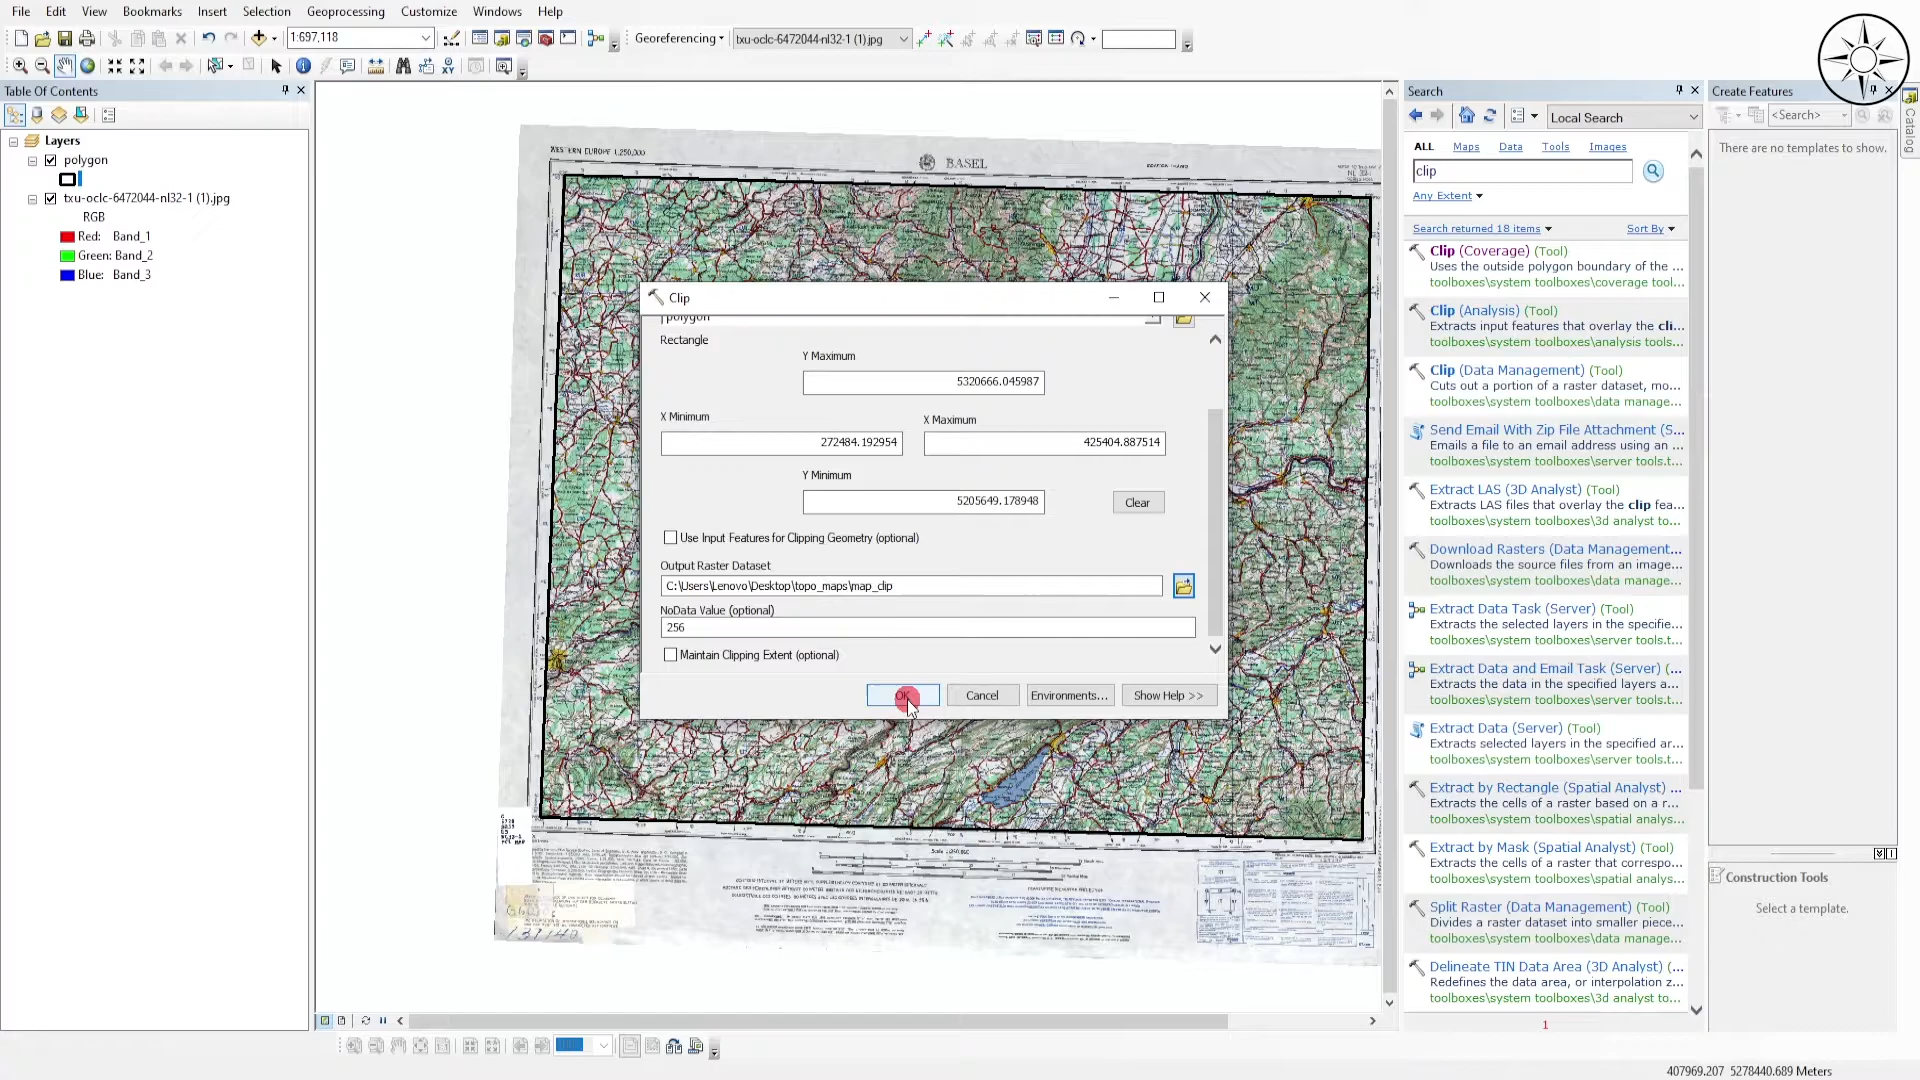 File Edit View Bookmarks Insert Selection Geoprocessing Customize Windows Help
1:697,118
Georeferencing
txu-oclc-6472044-nl32-1 (1).jpg
Table Of Contents
Layers
polygon
txu-oclc-6472044-nl32-1 (1).jpg
RGB
Red: Band_1
Green: Band_2
Blue: Band_3
WESTERN EUROPE 1:250,000
BASEL
Clip
polygon
Rectangle
Y Maximum
5320666.045987
X Minimum
X Maximum
272484.192954
425404.887514
Y Minimum
5205649.178948
Clear
Use Input Features for Clipping Geometry (optional)
Output Raster Dataset
C:\Users\Lenovo\Desktop\topo_maps\map_clip
NoData Value (optional)
256
Maintain Clipping Extent (optional)
OK Cancel Environments... Show Help >>
Search
Local Search
ALL Maps Data Tools Images
clip
Any Extent
Search returned 18 items
Sort By
Clip (Coverage) (Tool)
Uses the outside polygon boundary of the ...
toolboxes\system toolboxes\coverage tool...
Clip (Analysis) (Tool)
Extracts input features that overlay the cli...
toolboxes\system toolboxes\analysis tools...
Clip (Data Management) (Tool)
Cuts out a portion of a raster dataset, mo...
toolboxes\system toolboxes\data manage...
Send Email With Zip File Attachment (S...
Emails a file to an email address using an ...
toolboxes\system toolboxes\server tools.t...
Extract LAS (3D Analyst) (Tool)
Extracts LAS files that overlay the clip fea...
toolboxes\system toolboxes\3d analyst to...
Download Rasters (Data Management...
Downloads the source files from an image...
toolboxes\system toolboxes\data manage...
Extract Data Task (Server) (Tool)
Extracts the selected layers in the specifie...
toolboxes\system toolboxes\server tools.t...
Extract Data and Email Task (Server) (...
Extracts the data in the specified layers a...
toolboxes\system toolboxes\server tools.t...
Extract Data (Server) (Tool)
Extracts selected layers in the specified ar...
toolboxes\system toolboxes\server tools.t...
Extract by Rectangle (Spatial Analyst) ...
Extracts the cells of a raster based on a r...
toolboxes\system toolboxes\spatial analys...
Extract by Mask (Spatial Analyst) (Tool)
Extracts the cells of a raster that correspo...
toolboxes\system toolboxes\spatial analys...
Split Raster (Data Management) (Tool)
Divides a raster dataset into smaller piece...
toolboxes\system toolboxes\data manage...
Delineate TIN Data Area (3D Analyst) (...
Redefines the data area, or interpolation z...
toolboxes\system toolboxes\3d analyst to...
1
Create Features
<Search>
There are no templates to show.
Catalog
Construction Tools
Select a template.
407969.207 5278440.689 Meters